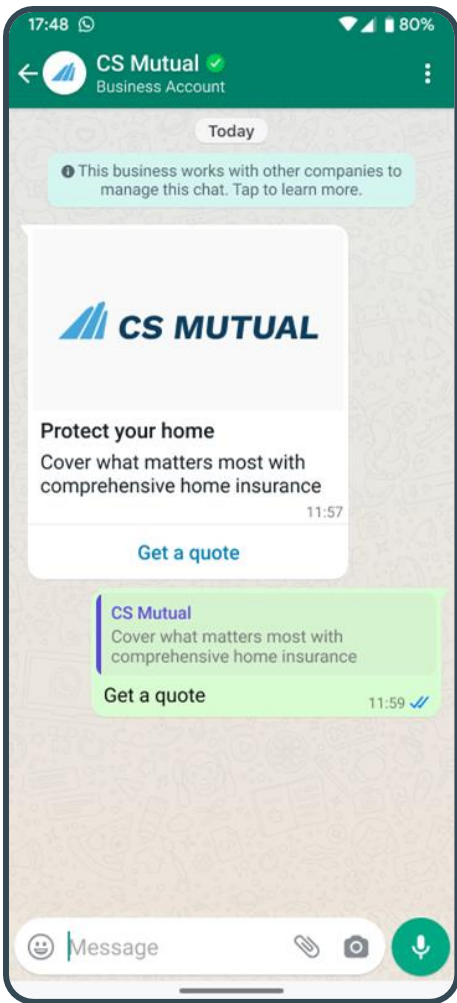 17:48 80%
CS Mutual
Business Account
Today
This business works with other companies to
manage this chat. Tap to learn more.
CS MUTUAL
Protect your home
Cover what matters most with
comprehensive home insurance
11:57
Get a quote
CS Mutual
Cover what matters most with
comprehensive home insurance
Get a quote
11:59
Message